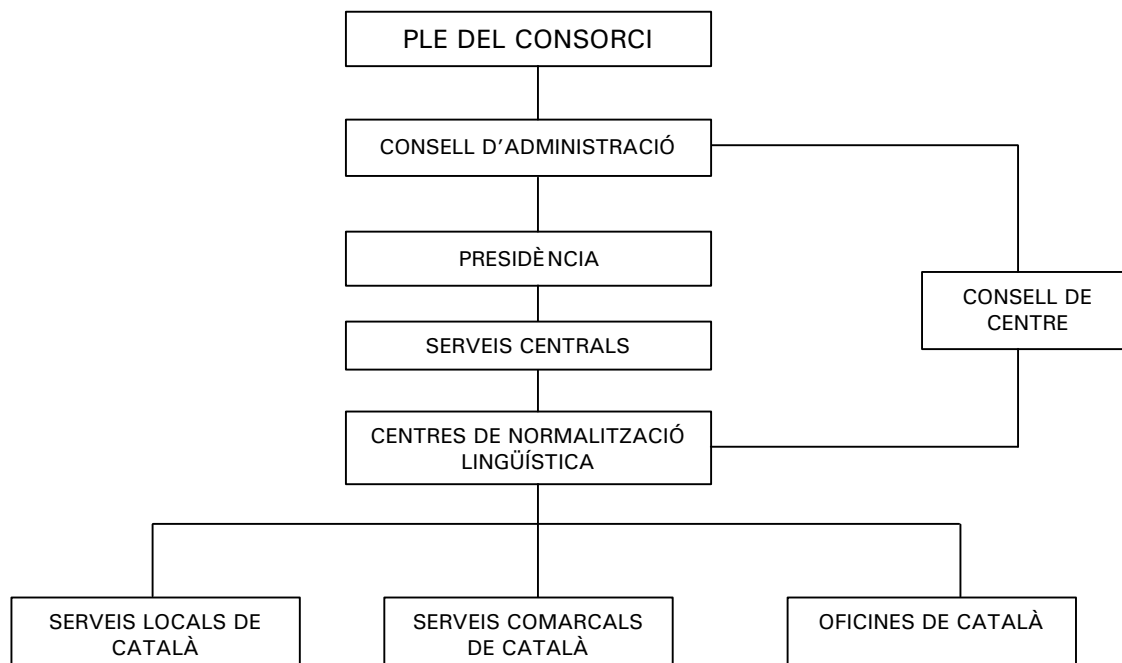 PLE DEL CONSORCI
CONSELL D'ADMINISTRACIÓ
PRESIDÈNCIA
CONSELL DE
CENTRE
SERVEIS CENTRALS
CENTRES DE NORMALITZACIÓ
LINGÜÍSTICA
SERVEIS LOCALS DE
CATALÀ
SERVEIS COMARCALS
DE CATALÀ
OFICINES DE CATALÀ